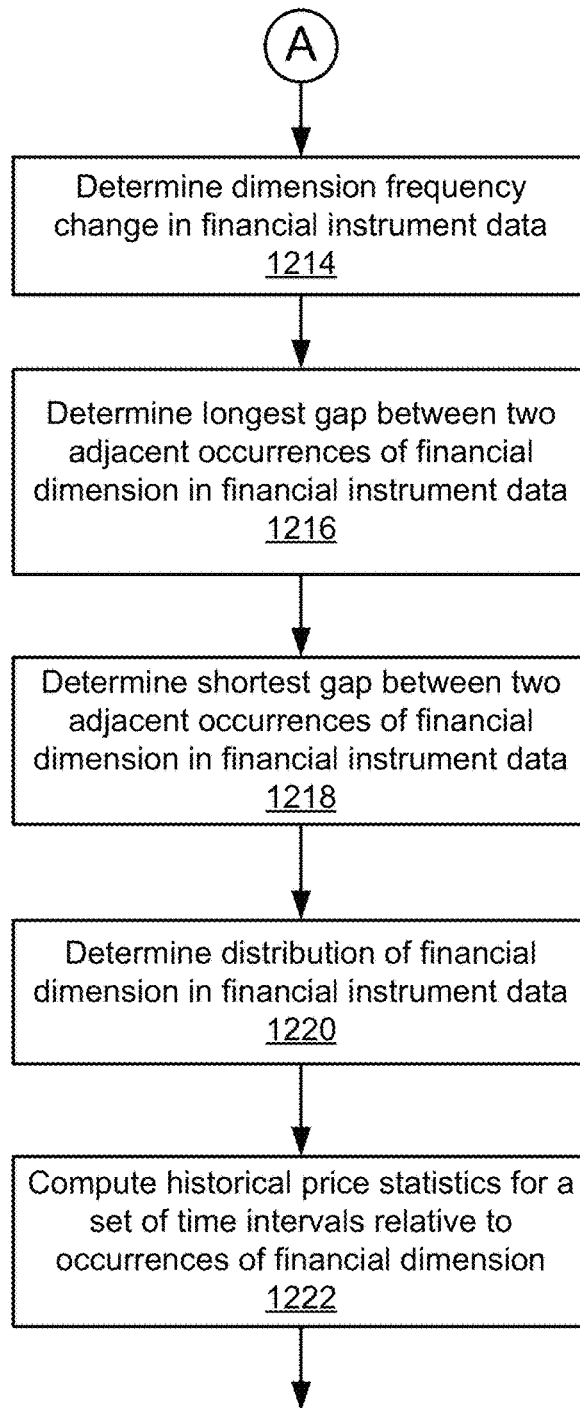 A
Determine dimension frequency
change in financial instrument data
1214
Determine longest gap between two
adjacent occurrences of financial
dimension in financial instrument data
1216
Determine shortest gap between two
adjacent occurrences of financial
dimension in financial instrument data
1218
Determine distribution of financial
dimension in financial instrument data
1220
Compute historical price statistics for a
set of time intervals relative to
occurrences of financial dimension
1222